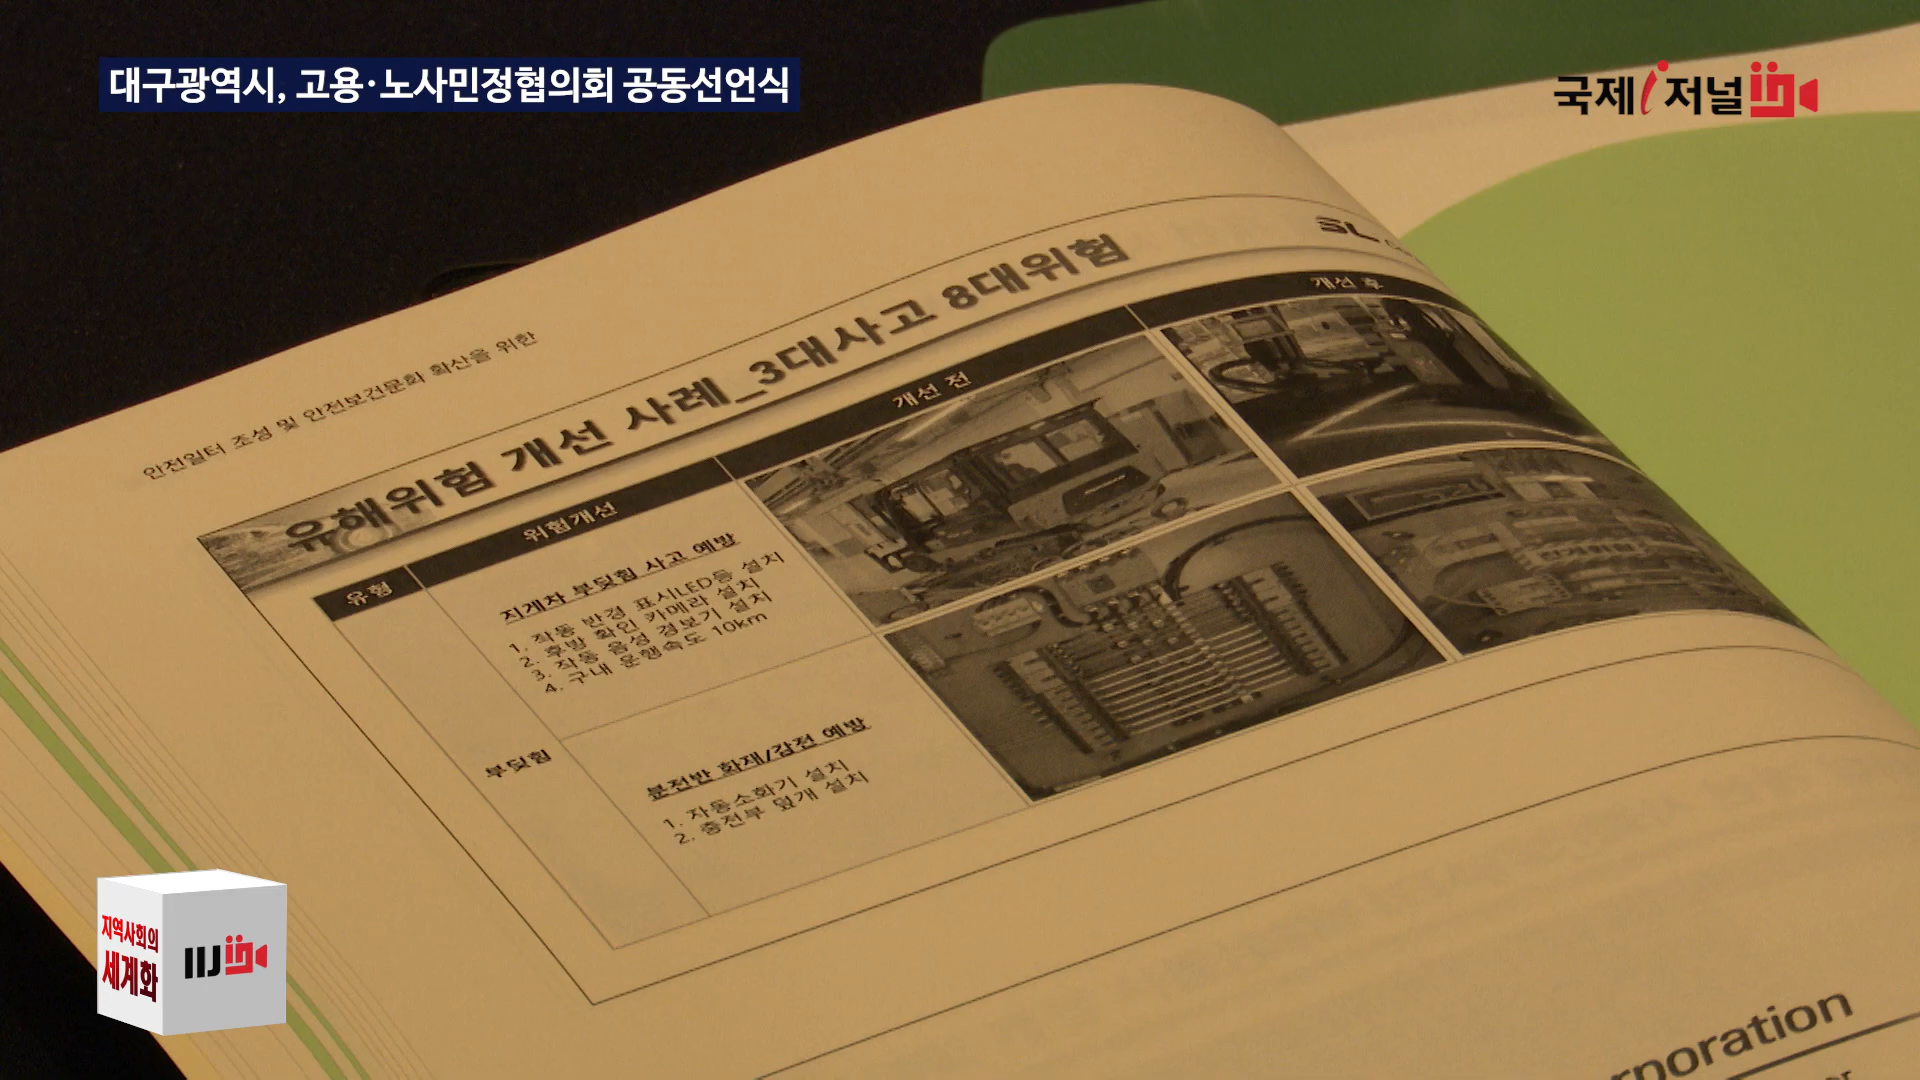 대구광역시, 고용·노사민정협의회 공동선언식
국제i저널
안전일터 조성 및 안전보건문화 확산을 위한
SL
유해위험 개선 사례_3대사고 8대위험
유형
위험개선
개선 전
개선 후
부딪힘
지게차 부딪힘 사고 예방
1. 작동 반경 표시LED등 설치
2. 후방 확인 카메라 설치
3. 작동 음성 경보기 설치
4. 구내 운행속도 10km
분전반 화재/감전 예방
1. 자동소화기 설치
2. 충전부 덮개 설치
전기위험
지역사회의
세계화
IIJ
rporation